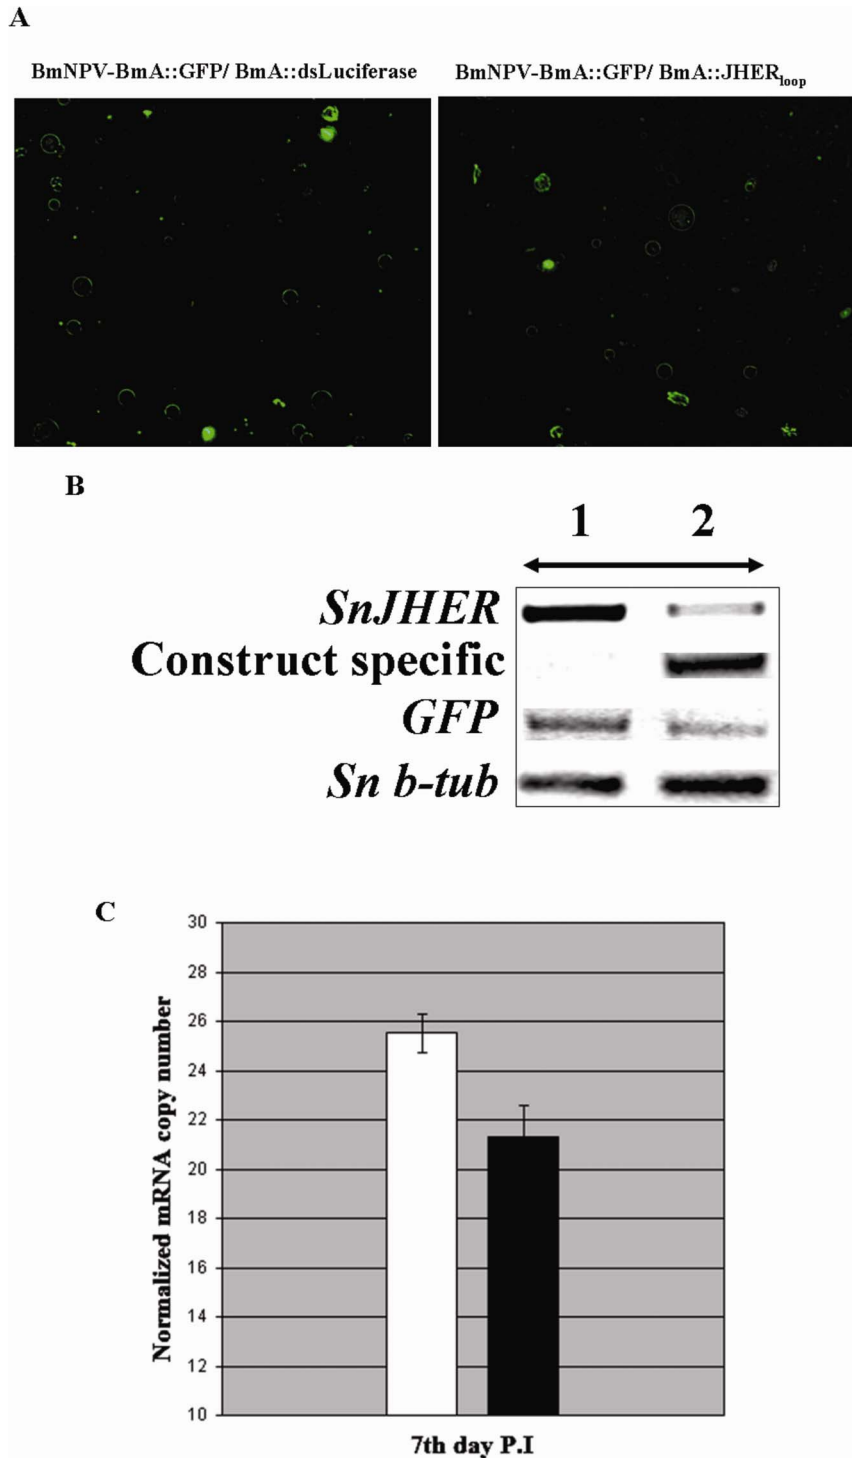 A
BmNPV-BmA::GFP/ BmA::dsLuciferase
BmNPV-BmA::GFP/ BmA::JHERloop
B
1 2
SnJHER
Construct specific
GFP
Sn b-tub
C
Normalized mRNA copy number
30
28
26
24
22
20
18
16
14
12
10
7th day P.I